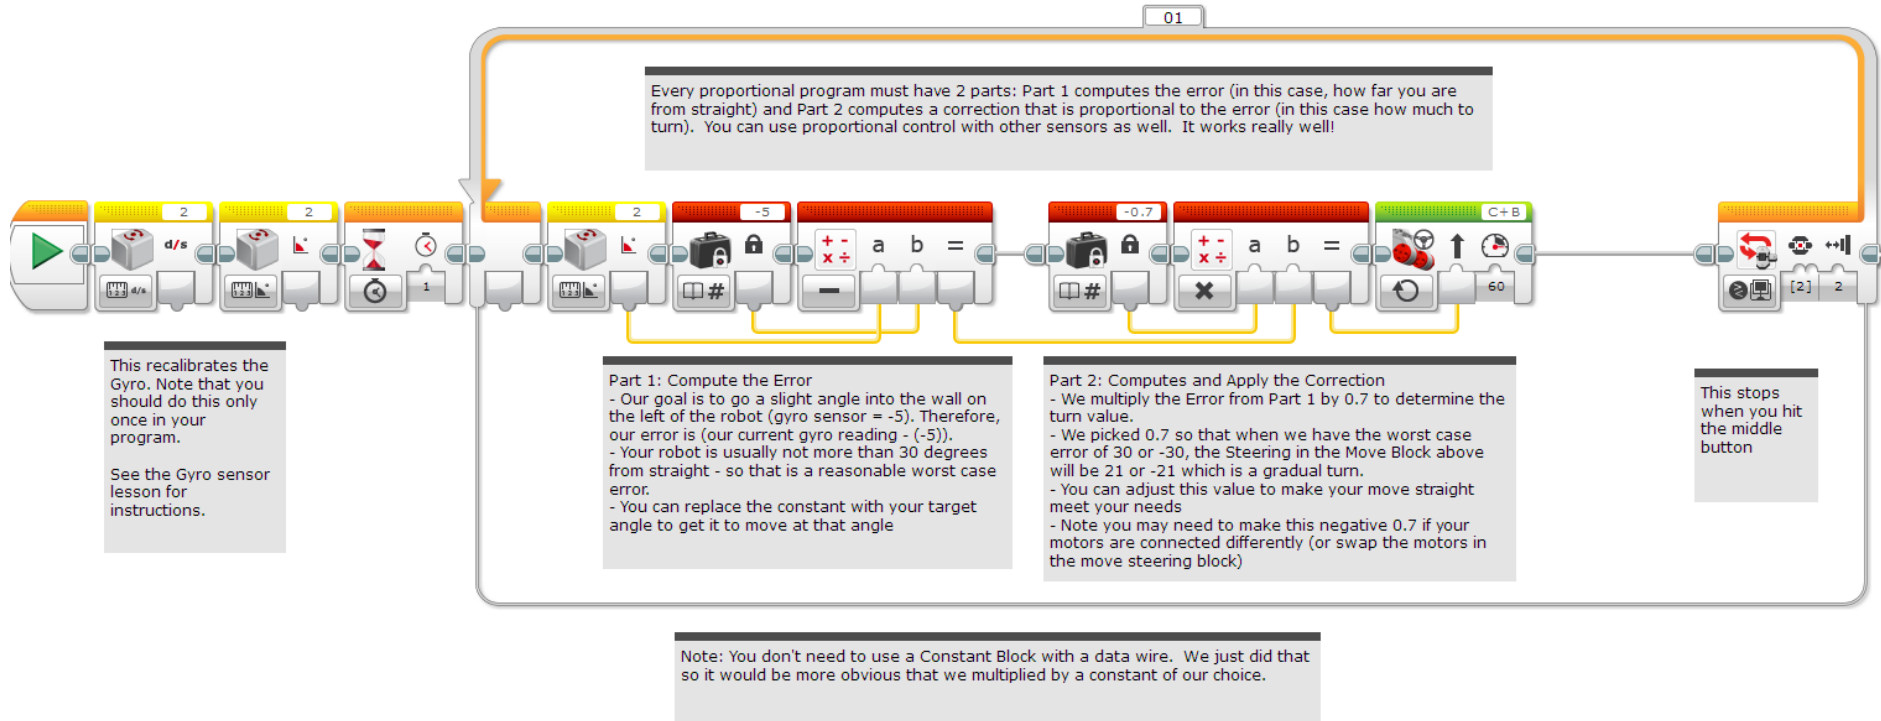 01
Every proportional program must have 2 parts: Part 1 computes the error (in this case, how far you are
from straight) and Part 2 computes a correction that is proportional to the error (in this case how much to
turn).  You can use proportional control with other sensors as well.  It works really well!
2
2
2
-5
-0.7
C+B
d/s
a b =
a b =
1 2 3 d/s
1 2 3
1
1 2 3
#
#
60
[2]
2
This recalibrates the
Gyro. Note that you
should do this only
once in your
program.
See the Gyro sensor
lesson for
instructions.
Part 1: Compute the Error
- Our goal is to go a slight angle into the wall on
the left of the robot (gyro sensor = -5). Therefore,
our error is (our current gyro reading - (-5)).
- Your robot is usually not more than 30 degrees
from straight - so that is a reasonable worst case
error.
- You can replace the constant with your target
angle to get it to move at that angle
Part 2: Computes and Apply the Correction
- We multiply the Error from Part 1 by 0.7 to determine the
turn value.
- We picked 0.7 so that when we have the worst case
error of 30 or -30, the Steering in the Move Block above
will be 21 or -21 which is a gradual turn.
- You can adjust this value to make your move straight
meet your needs
- Note you may need to make this negative 0.7 if your
motors are connected differently (or swap the motors in
the move steering block)
This stops
when you hit
the middle
button
Note: You don't need to use a Constant Block with a data wire.  We just did that
so it would be more obvious that we multiplied by a constant of our choice.